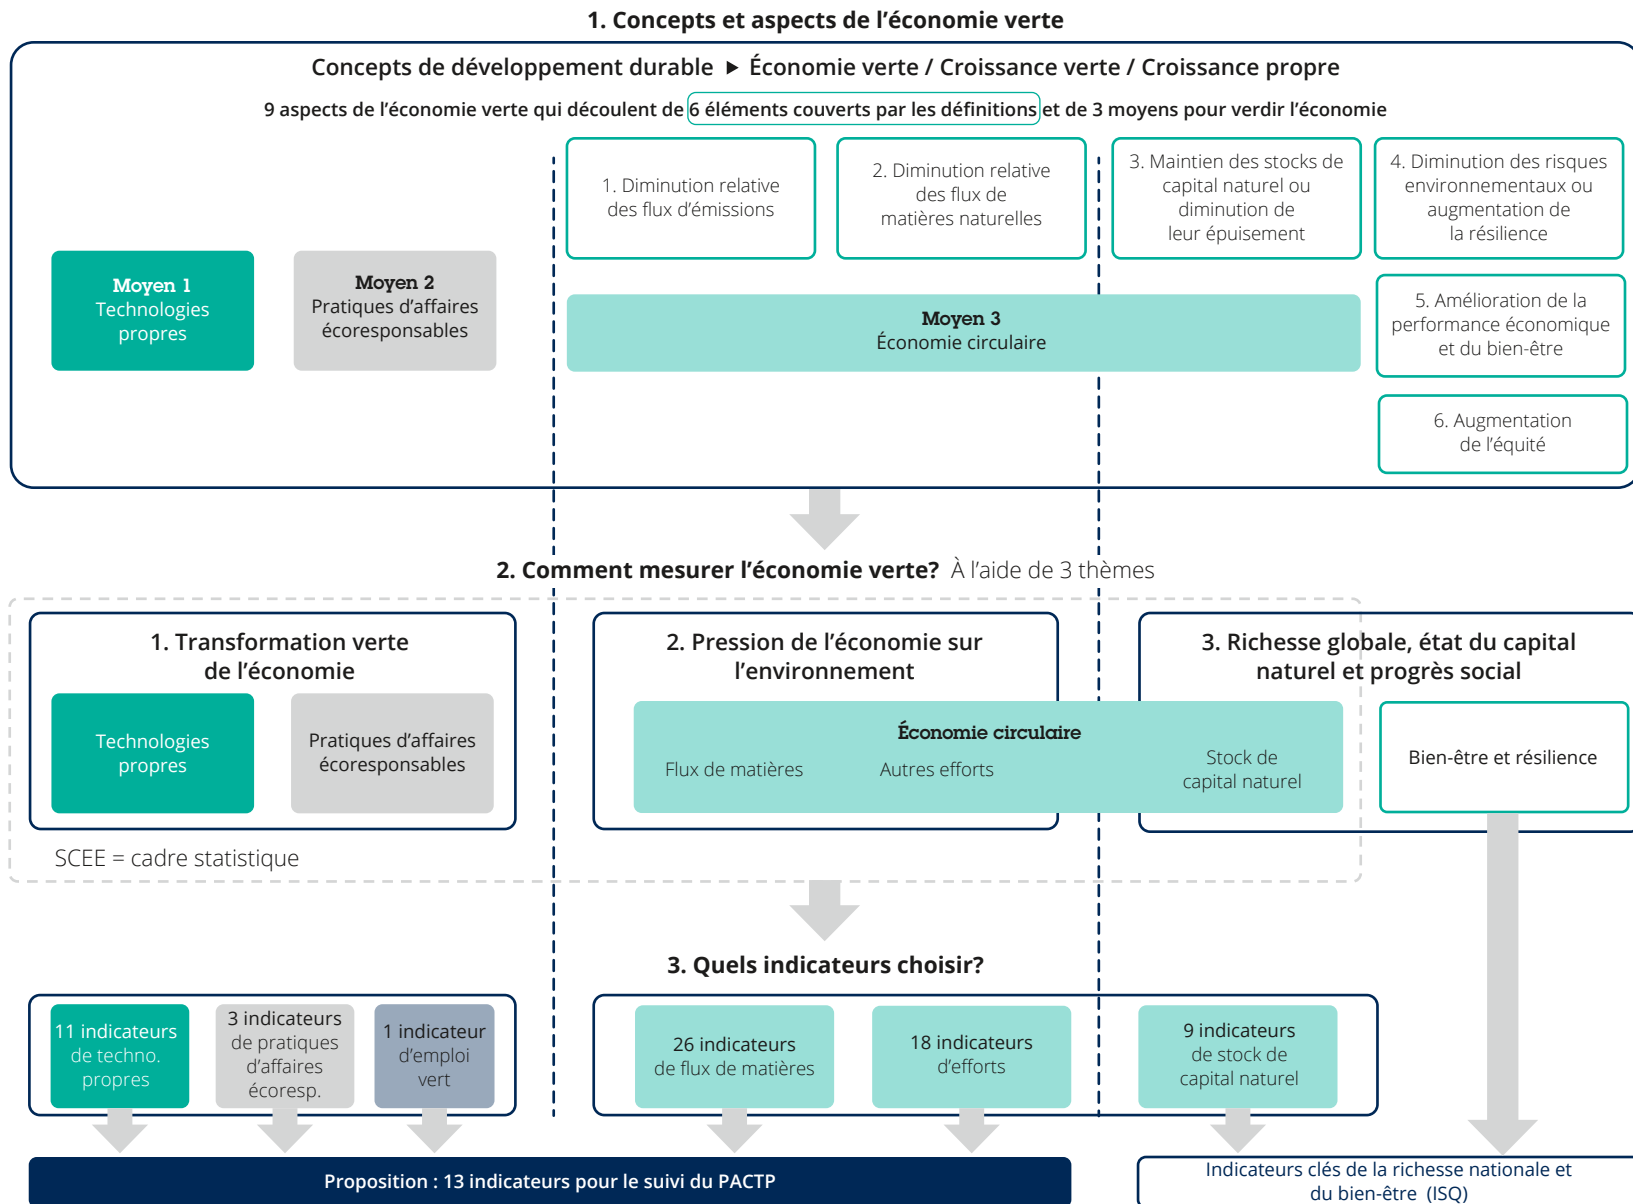 1. Concepts et aspects de l’économie verte
Concepts de développement durable ▶ Économie verte / Croissance verte / Croissance propre
9 aspects de l’économie verte qui découlent de 6 éléments couverts par les définitions et de 3 moyens pour verdir l’économie
1. Diminution relative
des flux d’émissions
2. Diminution relative
des flux de
matières naturelles
3. Maintien des stocks de
capital naturel ou
diminution de
leur épuisement
4. Diminution des risques
environnementaux ou
augmentation de
la résilience
Moyen 1
Technologies
propres
Moyen 2
Pratiques d’affaires
écoresponsables
Moyen 3
Économie circulaire
5. Amélioration de la
performance économique
et du bien-être
6. Augmentation
de l’équité
2. Comment mesurer l’économie verte? À l’aide de 3 thèmes
1. Transformation verte
de l’économie
Technologies
propres
Pratiques d’affaires
écoresponsables
2. Pression de l’économie sur
l’environnement
3. Richesse globale, état du capital
naturel et progrès social
Économie circulaire
Flux de matières
Autres efforts
Stock de
capital naturel
Bien-être et résilience
SCEE = cadre statistique
3. Quels indicateurs choisir?
11 indicateurs
de techno.
propres
3 indicateurs
de pratiques
d’affaires
écoresp.
1 indicateur
d’emploi
vert
26 indicateurs
de flux de matières
18 indicateurs
d’efforts
9 indicateurs
de stock de
capital naturel
Proposition : 13 indicateurs pour le suivi du PACTP
Indicateurs clés de la richesse nationale et
du bien-être (ISQ)